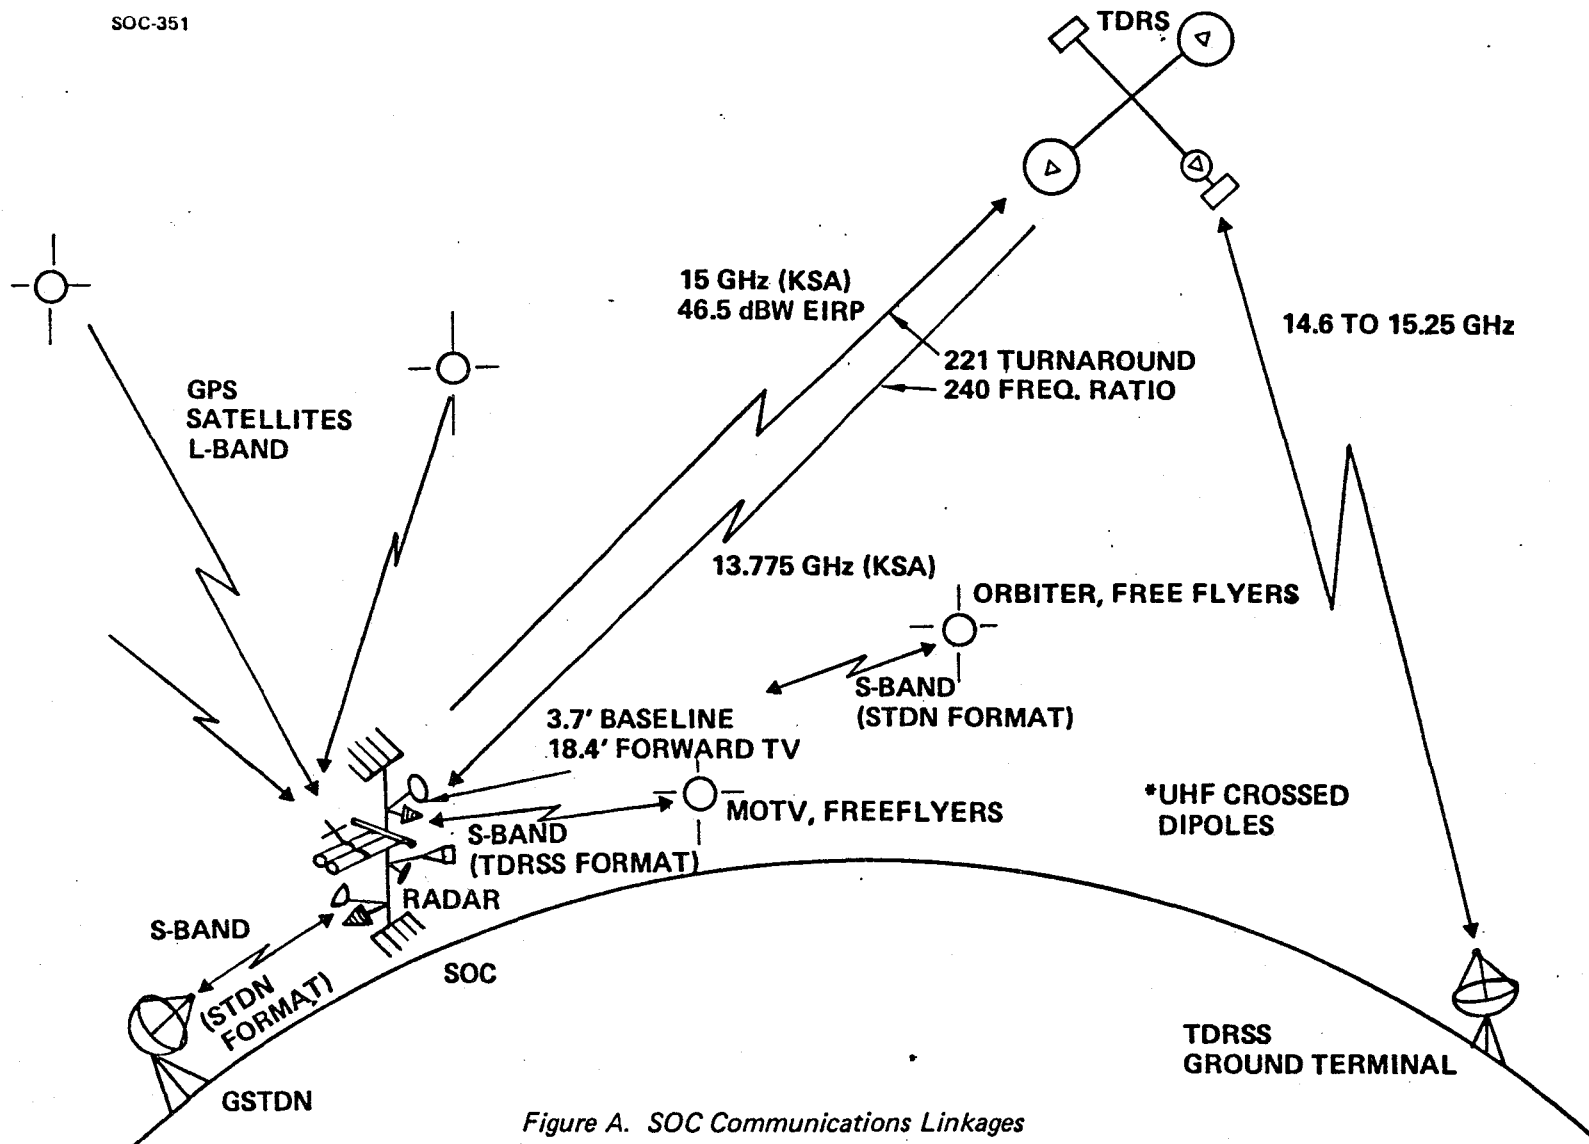 SOC-351
TDRS
15 GHz (KSA)
46.5 dBW EIRP
14.6 TO 15.25 GHz
221 TURNAROUND
240 FREQ. RATIO
GPS
SATELLITES
L-BAND
13.775 GHz (KSA)
ORBITER, FREE FLYERS
S-BAND
(STDN FORMAT)
3.7' BASELINE
18.4' FORWARD TV
*UHF CROSSED
DIPOLES
MOTV, FREEFLYERS
S-BAND
(TDRSS FORMAT)
RADAR
S-BAND
(STDN
FORMAT)
SOC
GSTDN
TDRSS
GROUND TERMINAL
Figure A. SOC Communications Linkages